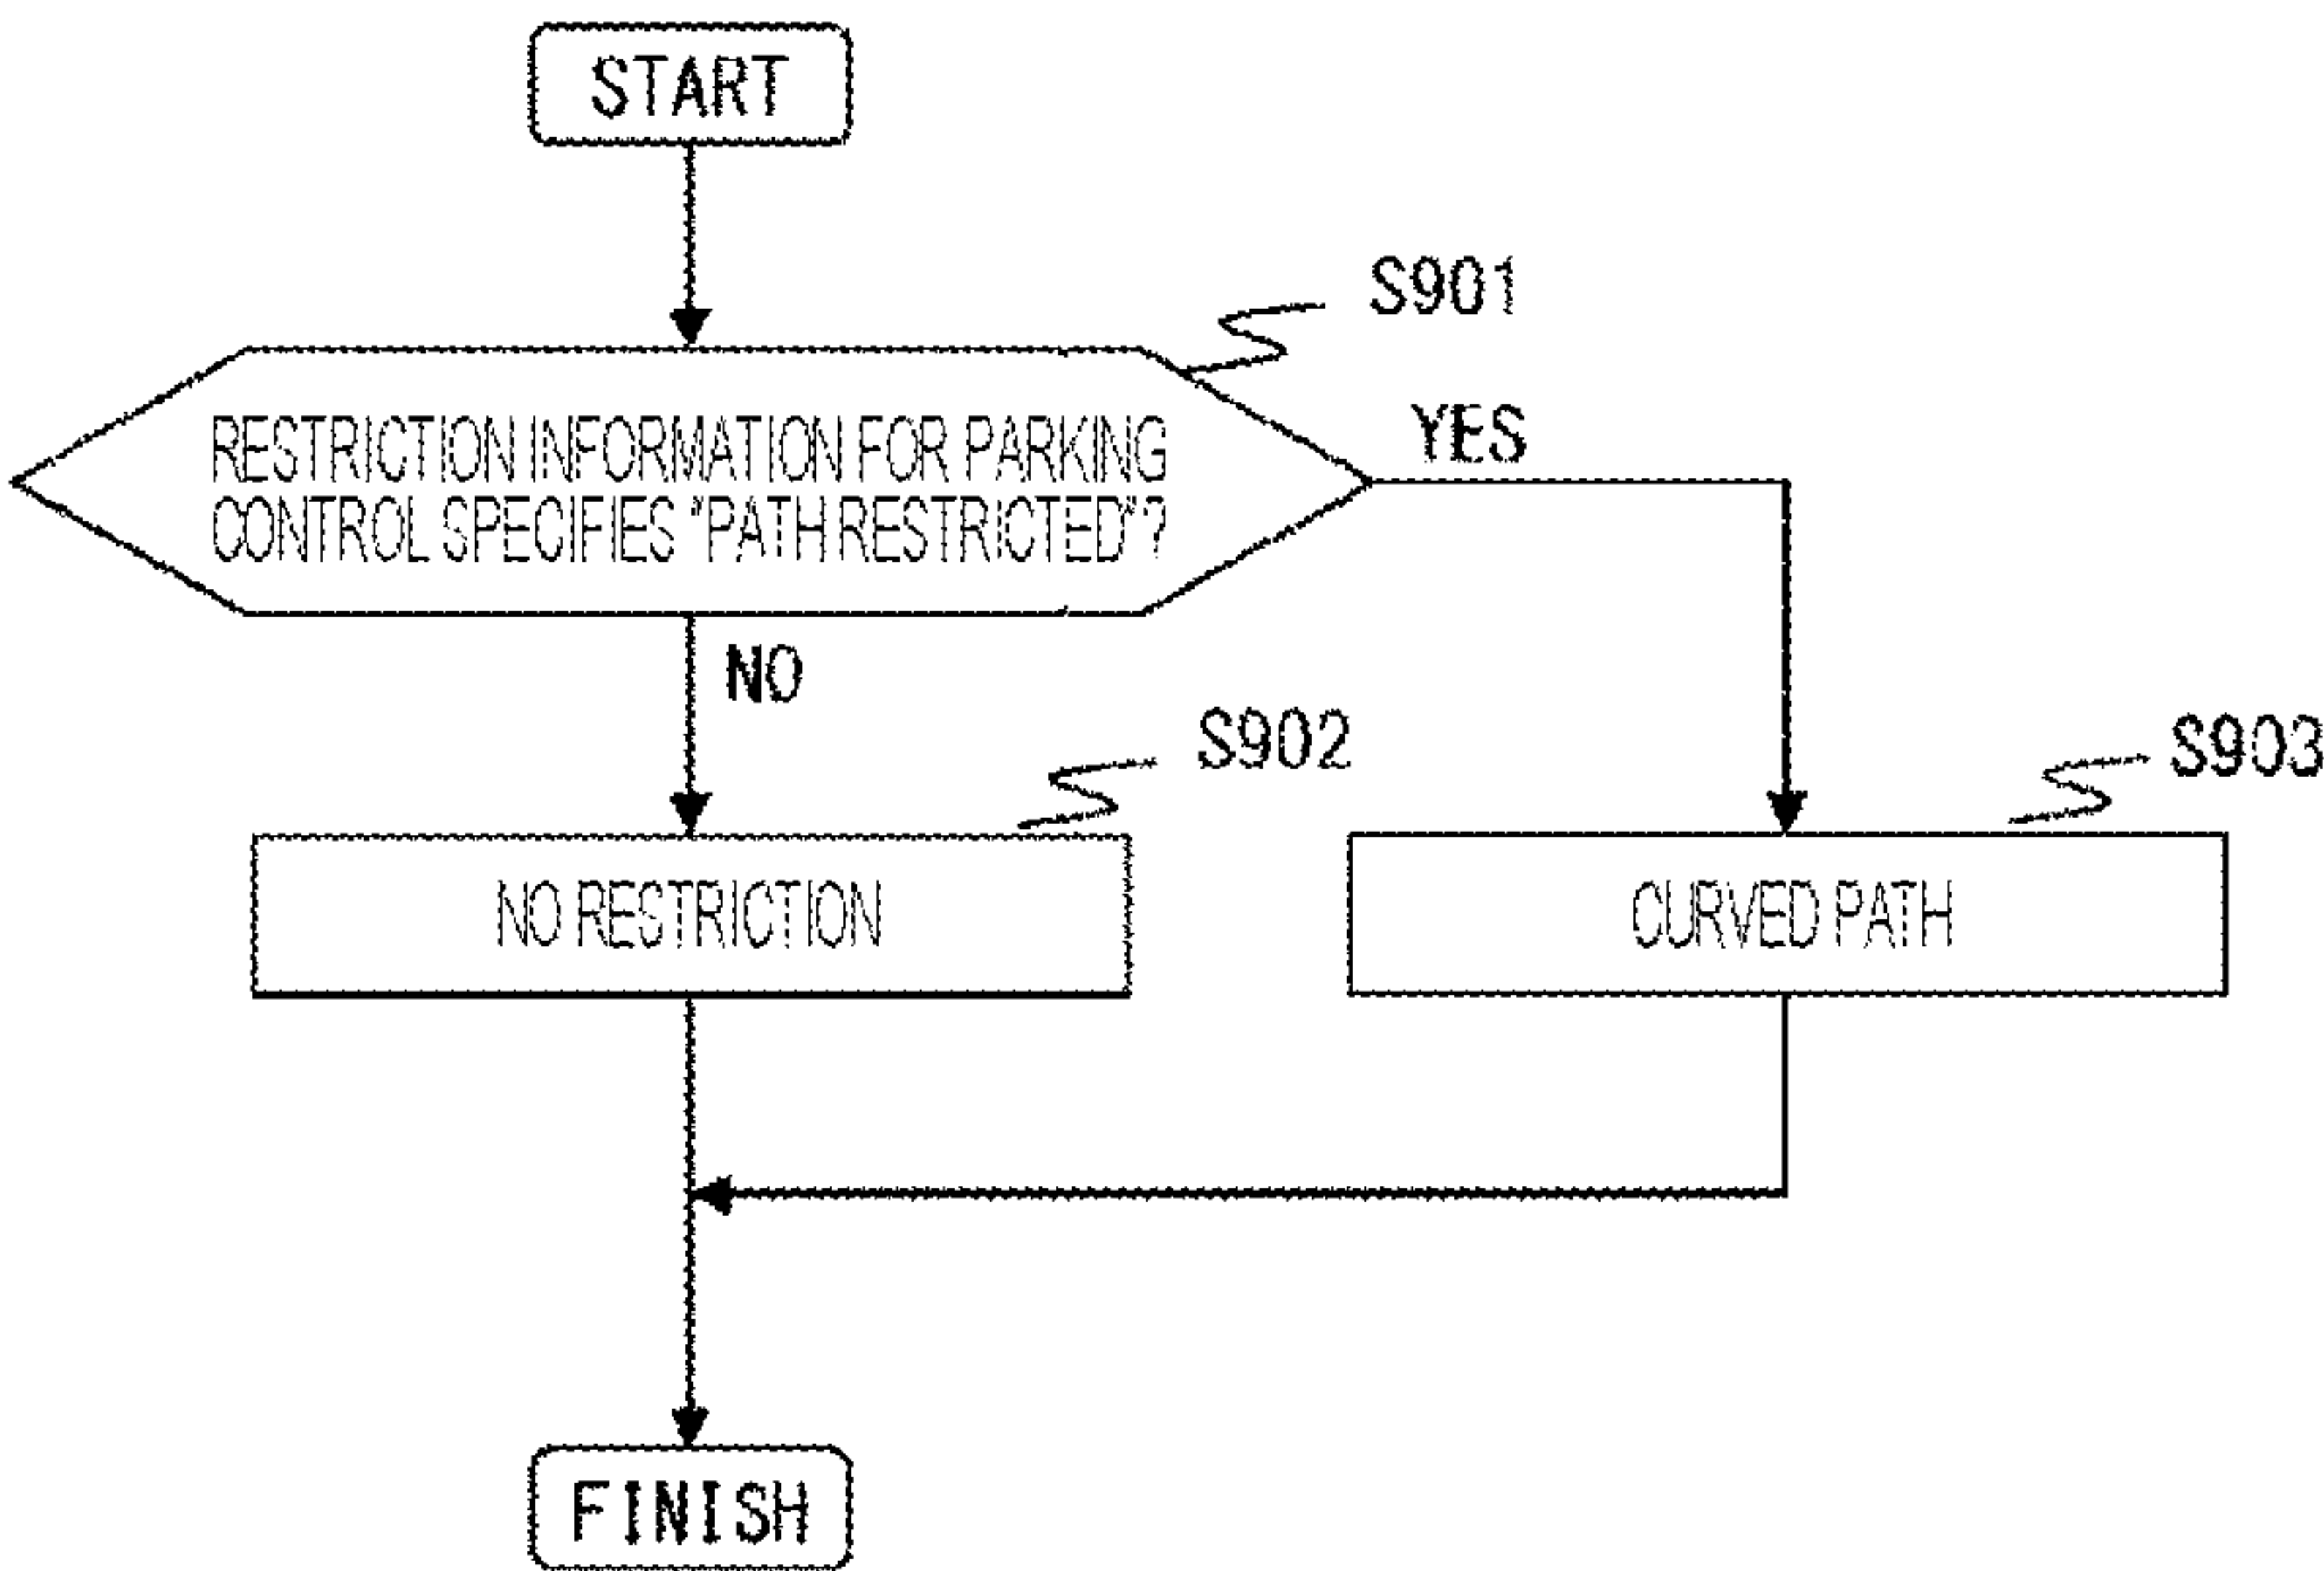 START
S901
RESTRICTION INFORMATION FOR PARKING
CONTROL SPECIFIES "PATH RESTRICTED"?
YES
NO
S902
S903
NO RESTRICTION
CURVED PATH
FINISH